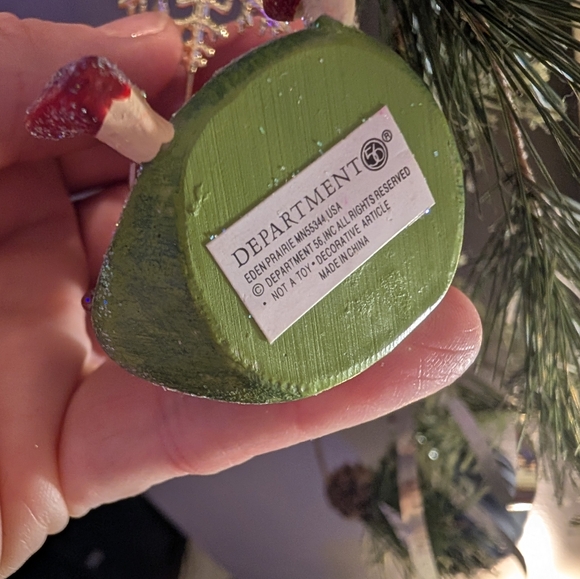 DEPARTMENT 56®
EDEN PRAIRIE MN55344 USA
© DEPARTMENT 56, INC ALL RIGHTS RESERVED
• NOT A TOY • DECORATIVE ARTICLE
MADE IN CHINA